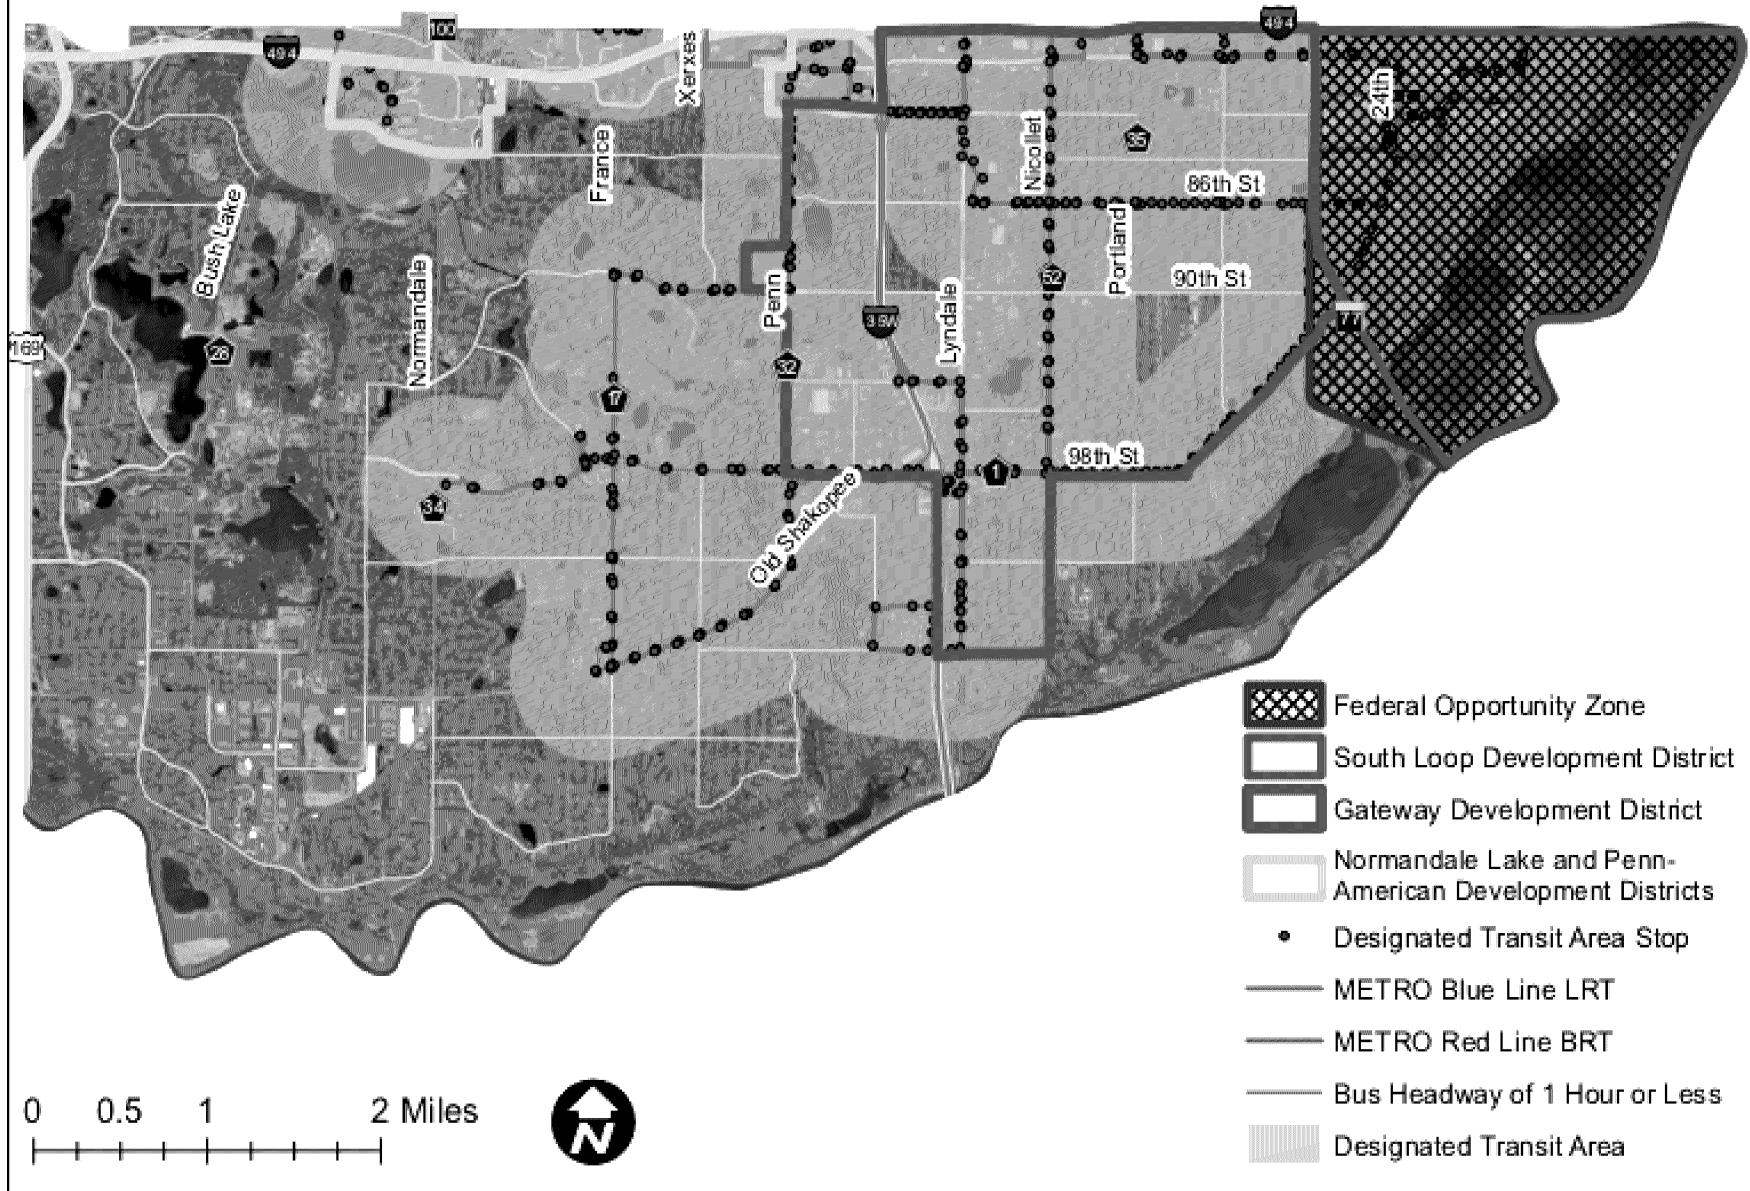 494
100
494
Xerxes
24th
France
Nicollet
35
86th St
Bush Lake
Portland
Normandale
90th St
52
Penn
Lyndale
35W
77
169
28
32
17
98th St
1
34
Old Shakopee
Federal Opportunity Zone
South Loop Development District
Gateway Development District
Normandale Lake and Penn-
American Development Districts
Designated Transit Area Stop
METRO Blue Line LRT
METRO Red Line BRT
Bus Headway of 1 Hour or Less
Designated Transit Area
0 0.5 1 2 Miles
N